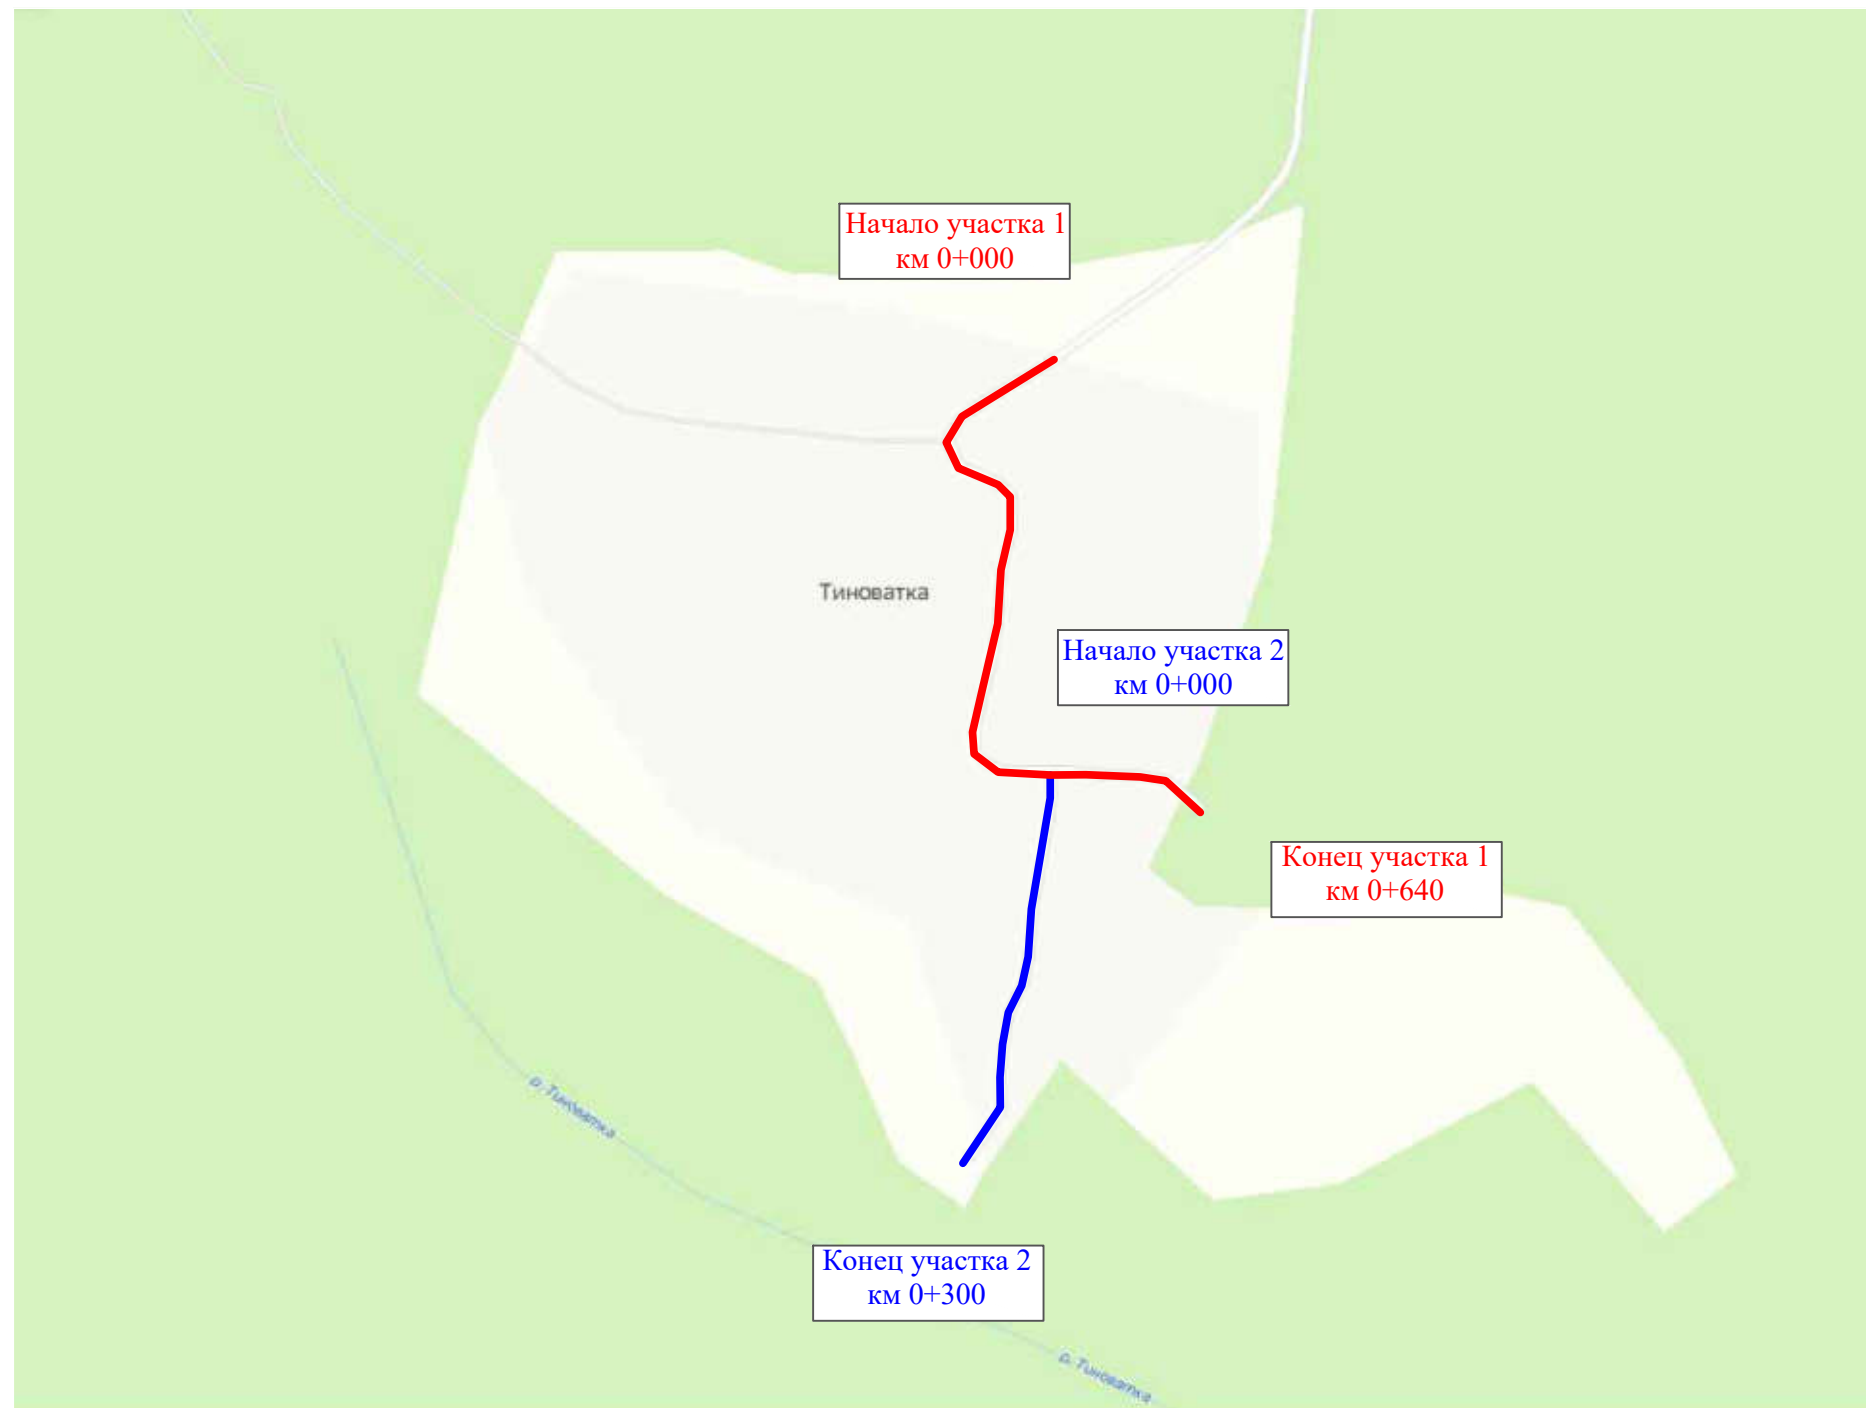 Начало участка 1
км 0+000
Тиноватка
Начало участка 2
км 0+000
Конец участка 1
км 0+640
р. Тиноватка
Конец участка 2
км 0+300
р. Тиноватка